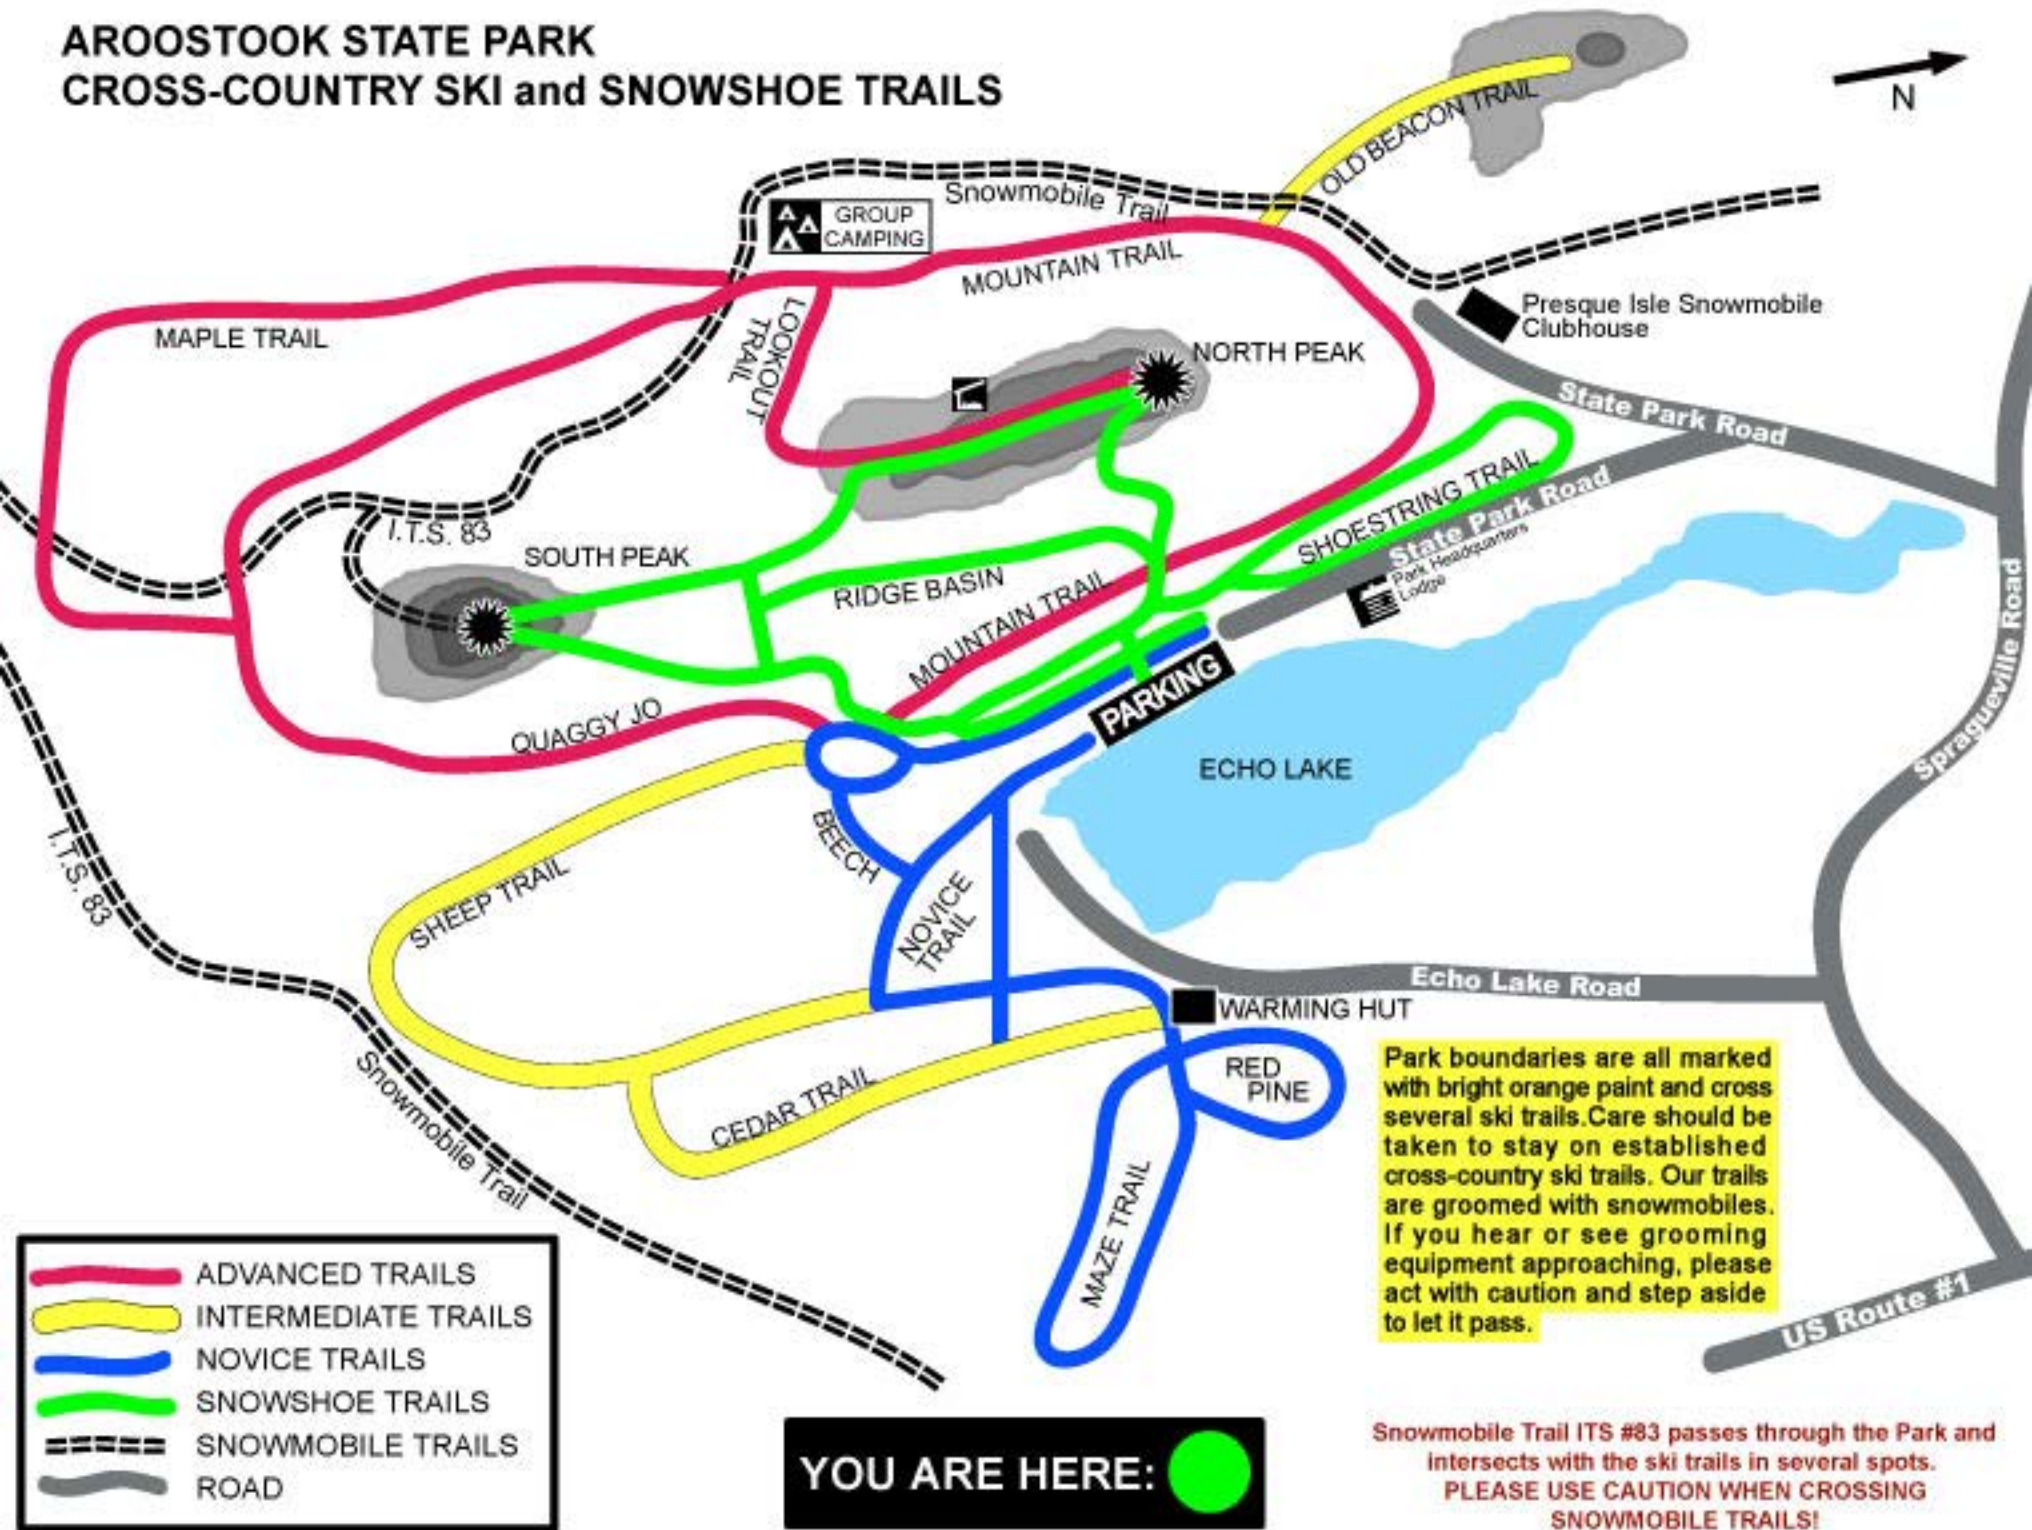 AROOSTOOK STATE PARK
CROSS-COUNTRY SKI and SNOWSHOE TRAILS
N
OLD BEACON TRAIL
Snowmobile Trail
GROUP
CAMPING
MOUNTAIN TRAIL
Presque Isle Snowmobile
Clubhouse
MAPLE TRAIL
LOOKOUT
TRAIL
NORTH PEAK
State Park Road
SHOESTRING TRAIL
State Park Road
Park Headquarters
Lodge
I.T.S. 83
SOUTH PEAK
RIDGE BASIN
MOUNTAIN TRAIL
PARKING
QUAGGY JO
ECHO LAKE
Spragueville Road
BEECH
SHEEP TRAIL
NOVICE
TRAIL
I.T.S. 83
Echo Lake Road
WARMING HUT
RED
PINE
CEDAR TRAIL
Snowmobile Trail
MAZE TRAIL
Park boundaries are all marked
with bright orange paint and cross
several ski trails.Care should be
taken to stay on established
cross-country ski trails. Our trails
are groomed with snowmobiles.
If you hear or see grooming
equipment approaching, please
act with caution and step aside
to let it pass.
US Route #1
ADVANCED TRAILS
INTERMEDIATE TRAILS
NOVICE TRAILS
SNOWSHOE TRAILS
SNOWMOBILE TRAILS
ROAD
YOU ARE HERE:
Snowmobile Trail ITS #83 passes through the Park and
intersects with the ski trails in several spots.
PLEASE USE CAUTION WHEN CROSSING
SNOWMOBILE TRAILS!